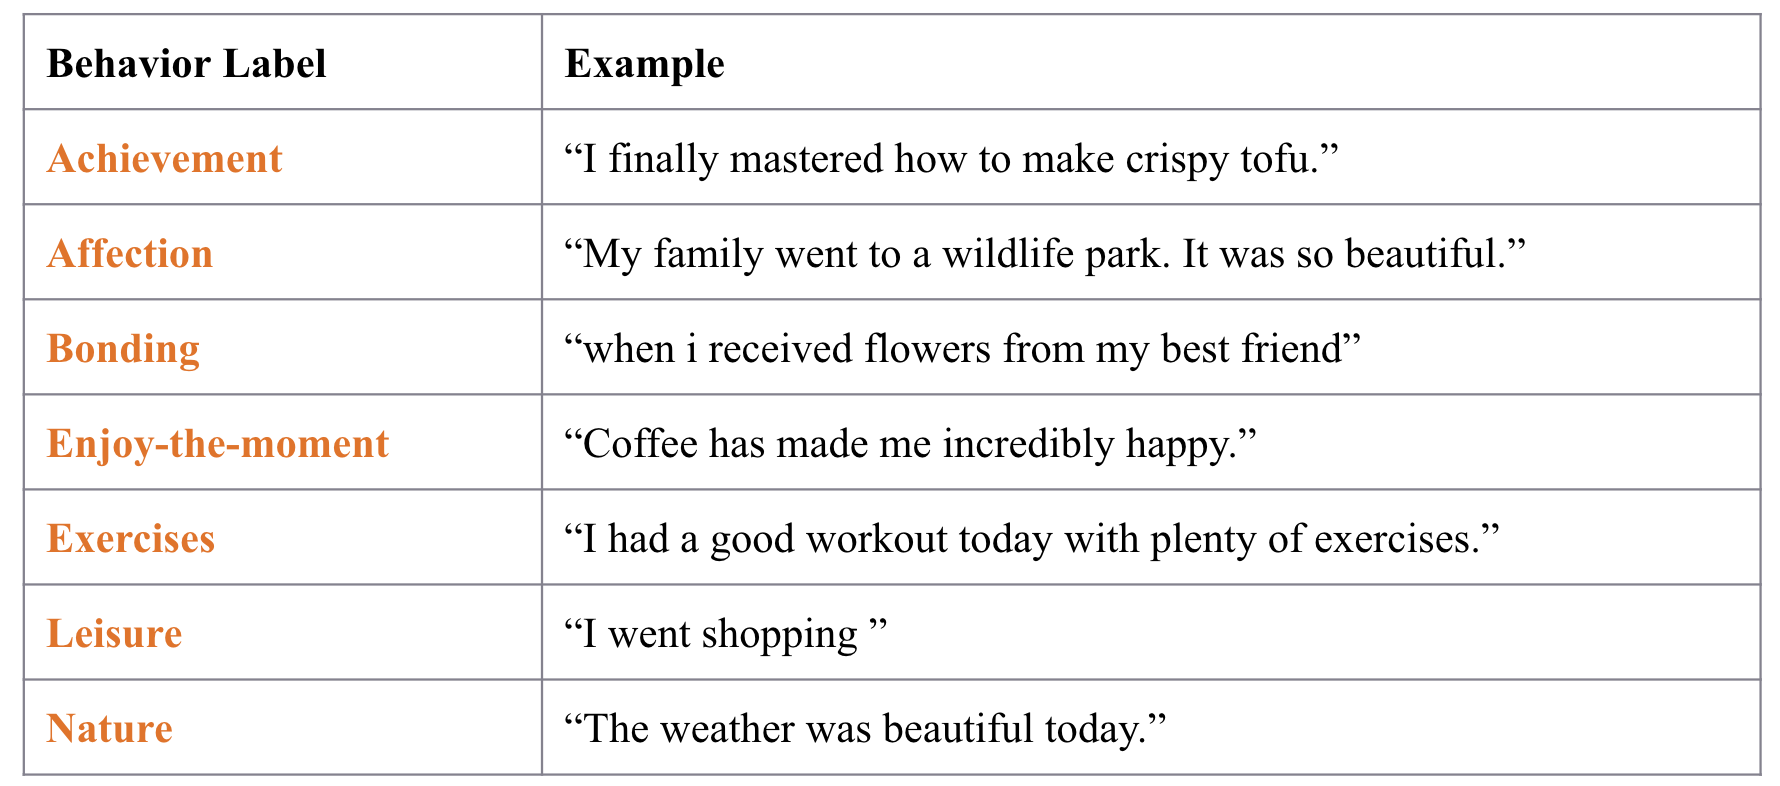 Behavior Label Example
Achievement “I finally mastered how to make crispy tofu.”
Affection “My family went to a wildlife park. It was so beautiful.”
Bonding “when i received flowers from my best friend”
Enjoy-the-moment “Coffee has made me incredibly happy.”
Exercises “I had a good workout today with plenty of exercises.”
Leisure “I went shopping ”
Nature “The weather was beautiful today.”